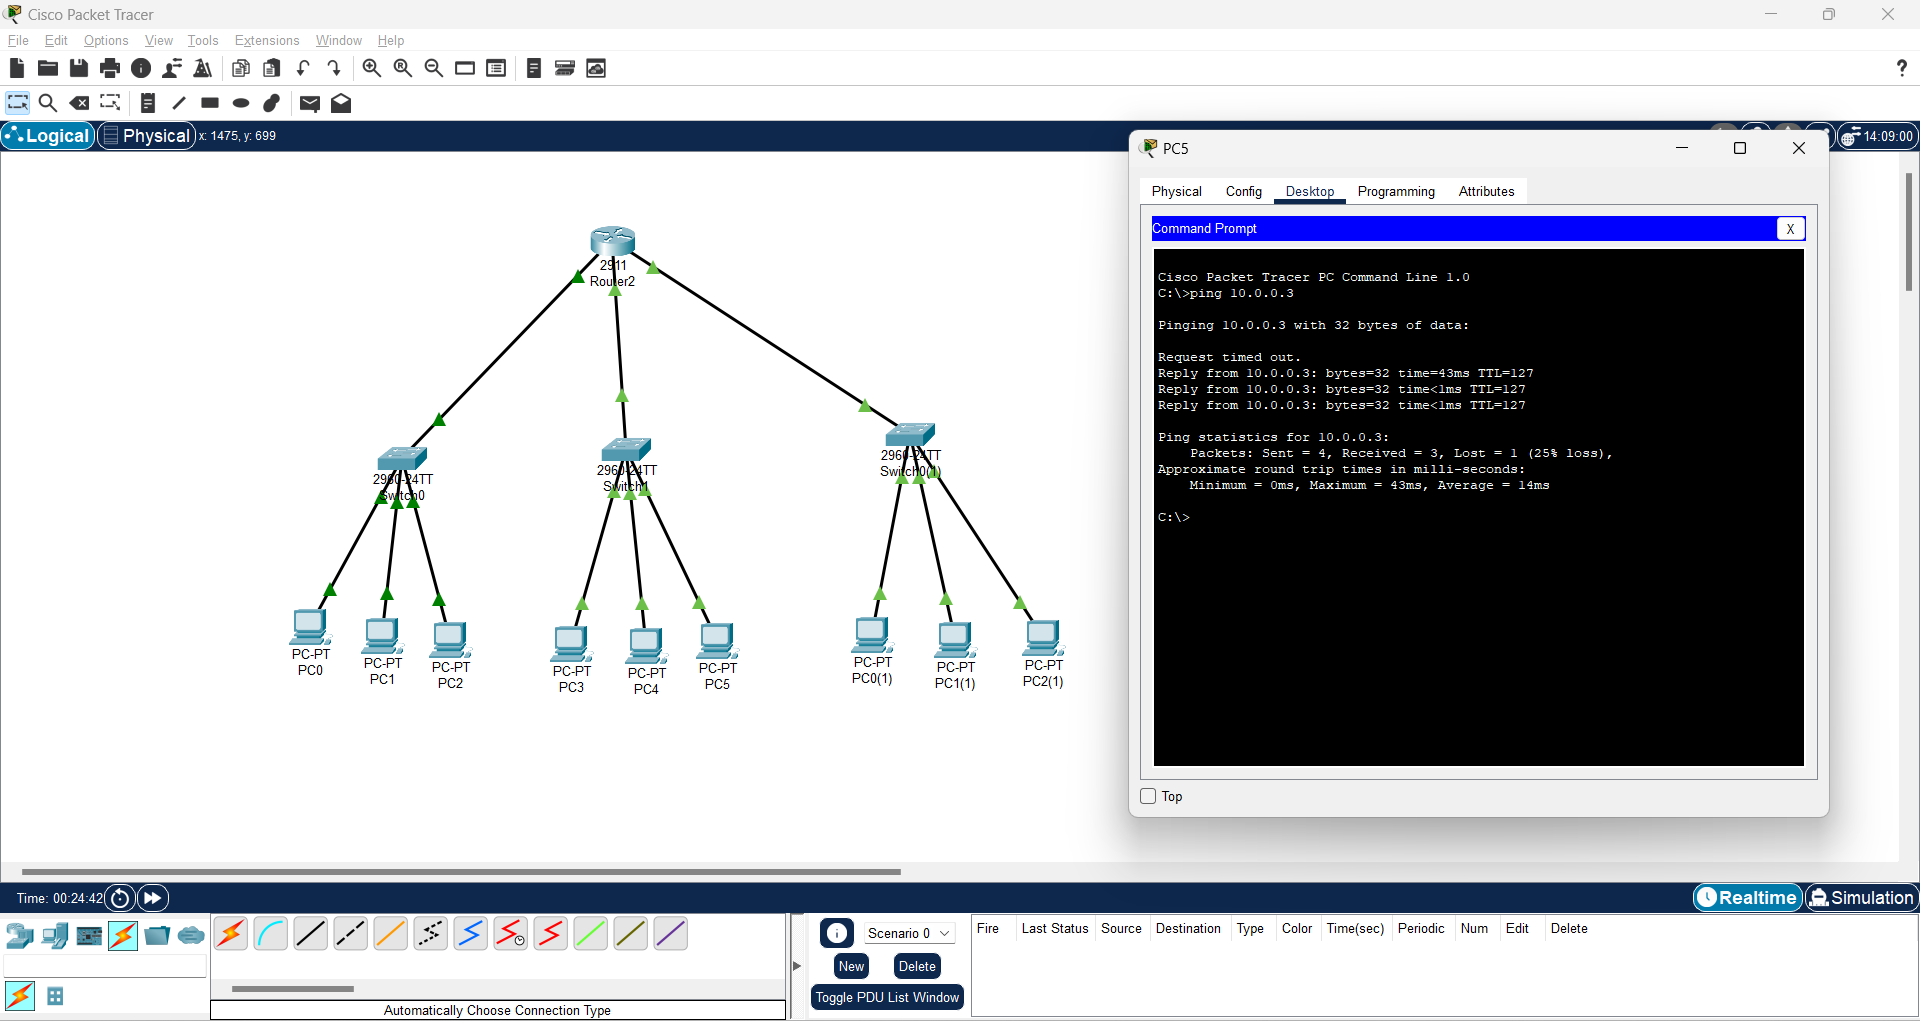 Cisco Packet Tracer
File Edit Options View Tools Extensions Window Help
?
Logical Physical x: 1475, y: 699
14:09:00
2911
Router2
2960-24TT
Switch0
2960-24TT
Switch1
2960-24TT
Switch0(1)
PC-PT
PC0
PC-PT
PC1
PC-PT
PC2
PC-PT
PC3
PC-PT
PC4
PC-PT
PC5
PC-PT
PC0(1)
PC-PT
PC1(1)
PC-PT
PC2(1)
PC5
Physical Config Desktop Programming Attributes
Command Prompt X
Cisco Packet Tracer PC Command Line 1.0
C:\>ping 10.0.0.3
Pinging 10.0.0.3 with 32 bytes of data:
Request timed out.
Reply from 10.0.0.3: bytes=32 time=43ms TTL=127
Reply from 10.0.0.3: bytes=32 time<1ms TTL=127
Reply from 10.0.0.3: bytes=32 time<1ms TTL=127
Ping statistics for 10.0.0.3:
Packets: Sent = 4, Received = 3, Lost = 1 (25% loss),
Approximate round trip times in milli-seconds:
Minimum = 0ms, Maximum = 43ms, Average = 14ms
C:\>
Top
Time: 00:24:42
Realtime Simulation
Automatically Choose Connection Type
Scenario 0
New Delete
Toggle PDU List Window
Fire Last Status Source Destination Type Color Time(sec) Periodic Num Edit Delete